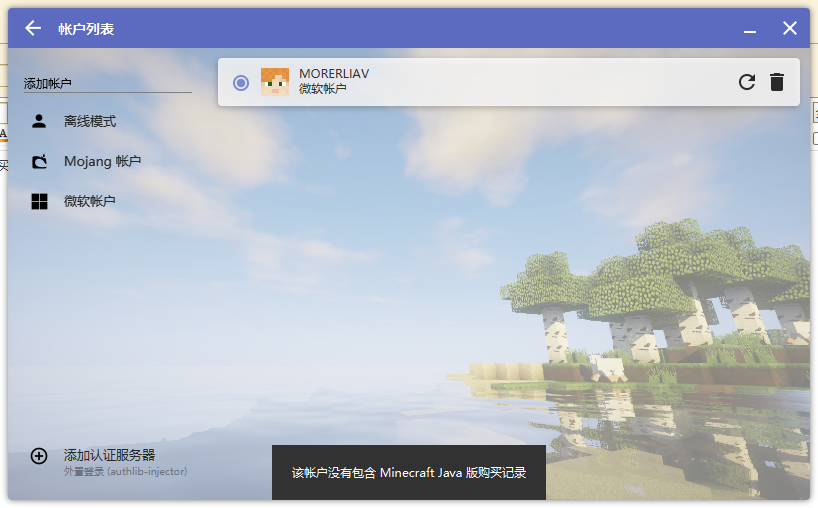 帐户列表
添加帐户
离线模式
Mojang 帐户
微软帐户
MORERLIAV
微软帐户
添加认证服务器
外置登录 (authlib-injector)
该帐户没有包含 Minecraft Java 版购买记录
A
买